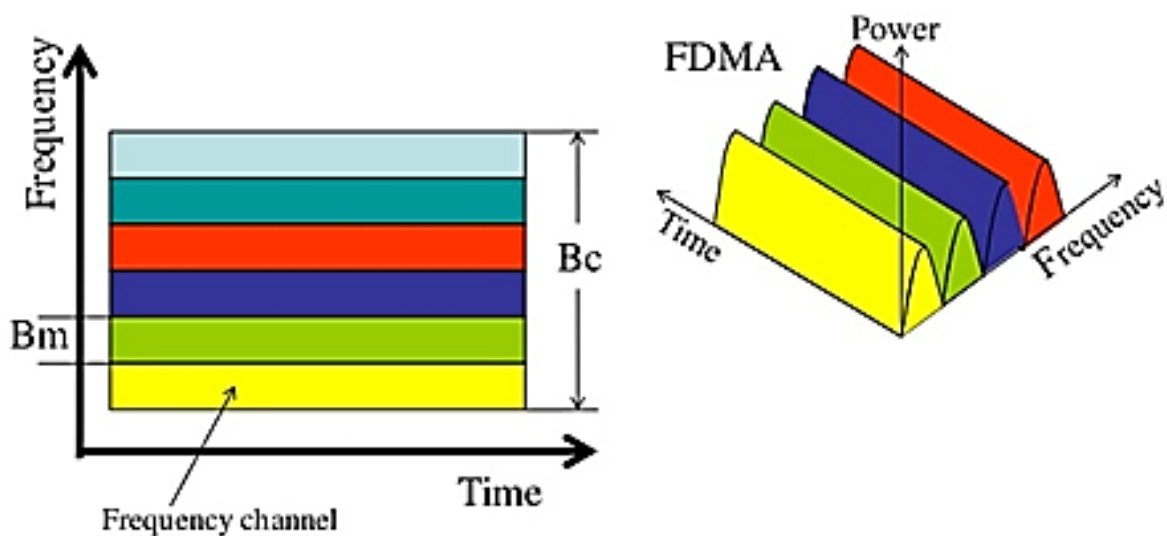 Frequency
Bm
Bc
Time
Frequency channel
FDMA
Power
Time
Frequency